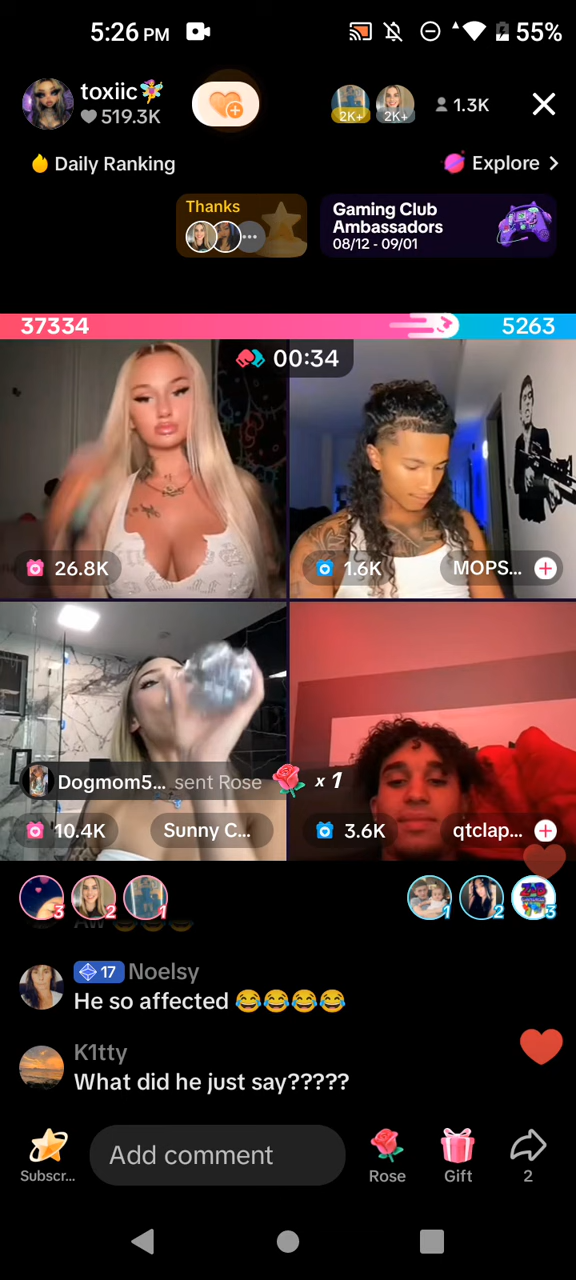 5:26 PM
55%
toxiic🧚
519.3K
2K+
2K+
1.3K
Daily Ranking
Explore >
Thanks
Gaming Club
Ambassadors
08/12 - 09/01
37334
5263
00:34
26.8K
1.6K
MOPS...
Dogmom5... sent Rose x 1
10.4K
Sunny C...
3.6K
qtclap...
3
2
1
1
2
3
17 Noelsy
He so affected 😂😂😂😂
K1tty
What did he just say?????
Subscr...
Add comment
Rose
Gift
2